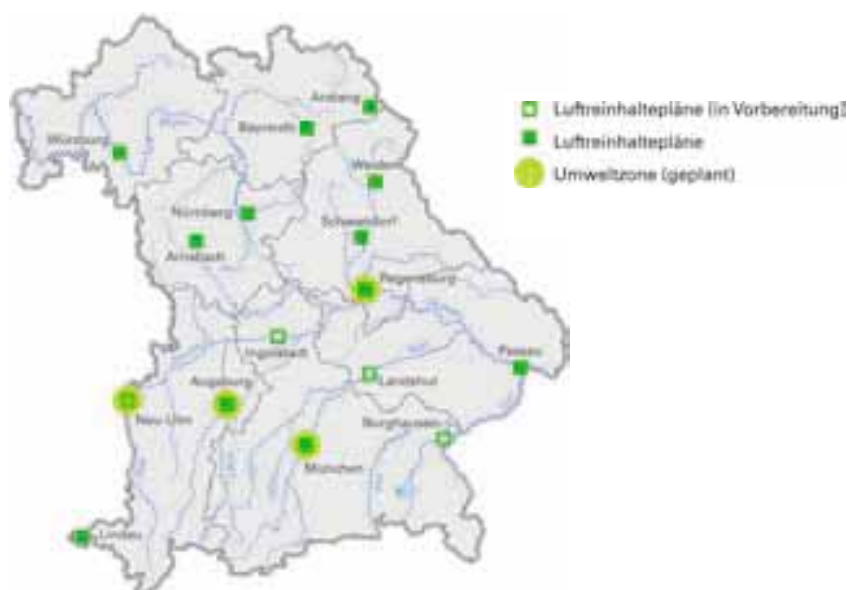 Arzberg
Bayreuth
Würzburg
Weiden
Nürnberg
Schwandorf
Arnsbach
Regensburg
Ingolstadt
Passau
Augsburg
Landshut
Neu-Ulm
Burghausen
München
Lindau
Luftreinhaltepläne (in Vorbereitung)
Luftreinhaltepläne
Umweltzone (geplant)